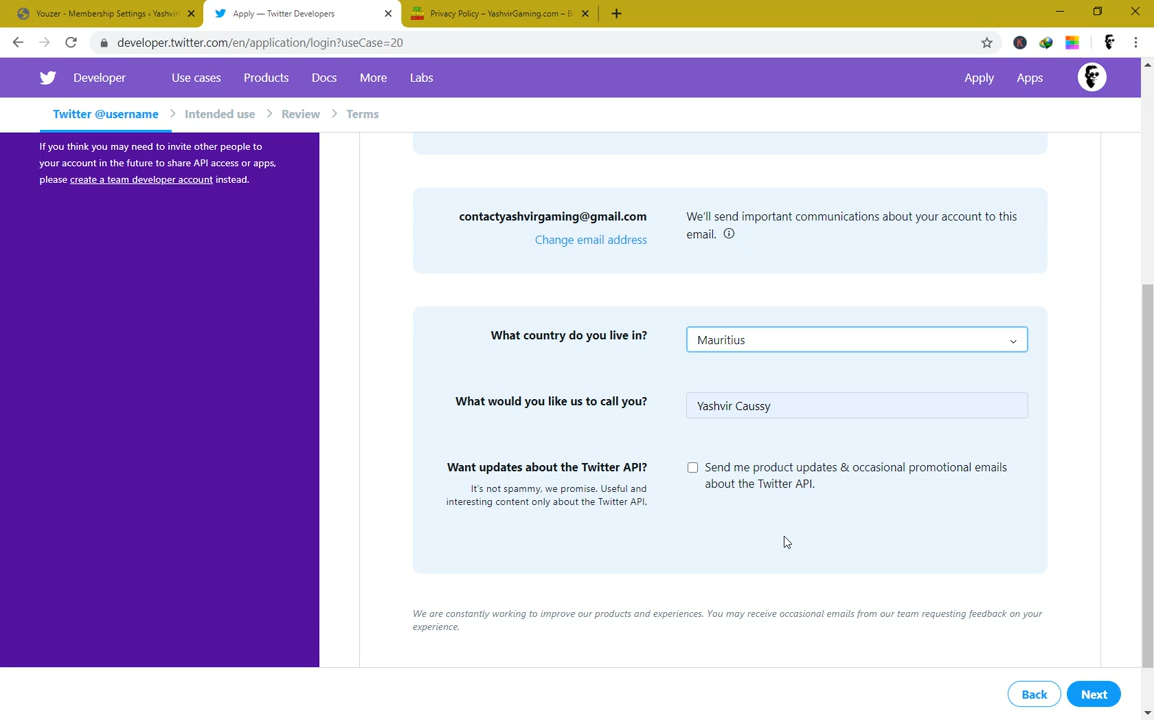 Youzer - Membership Settings ‹ Yashvir
Apply — Twitter Developers
Privacy Policy – YashvirGaming.com – B
developer.twitter.com/en/application/login?useCase=20
K
Developer
Use cases
Products
Docs
More
Labs
Apply
Apps
Twitter @username
Intended use
Review
Terms
If you think you may need to invite other people to
your account in the future to share API access or apps,
please create a team developer account instead.
contactyashvirgaming@gmail.com
Change email address
We'll send important communications about your account to this
email.
What country do you live in?
Mauritius
What would you like us to call you?
Yashvir Caussy
Want updates about the Twitter API?
It's not spammy, we promise. Useful and
interesting content only about the Twitter API.
Send me product updates & occasional promotional emails
about the Twitter API.
We are constantly working to improve our products and experiences. You may receive occasional emails from our team requesting feedback on your
experience.
Back
Next